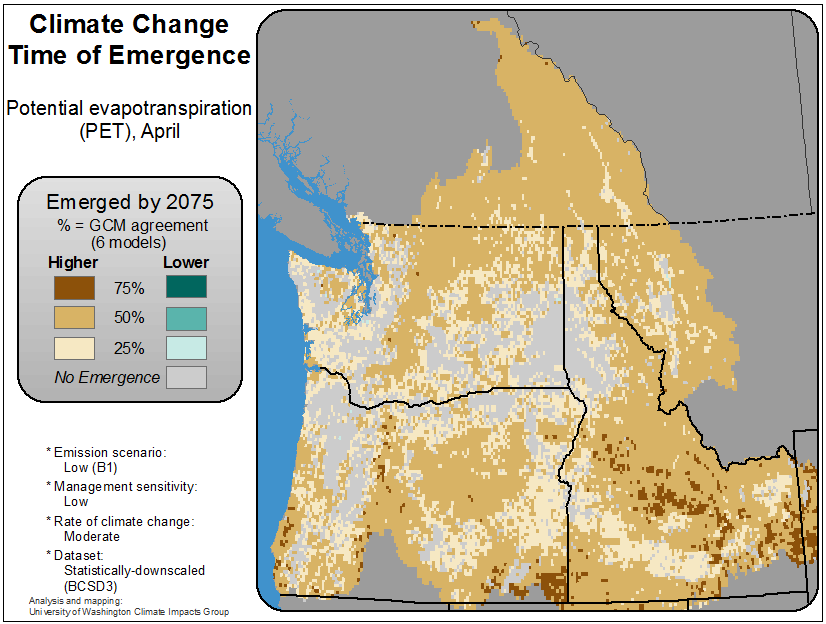 Climate Change
Time of Emergence
Potential evapotranspiration
(PET), April
Emerged by 2075
% = GCM agreement
(6 models)
Higher Lower
75%
50%
25%
No Emergence
* Emission scenario:
Low (B1)
* Management sensitivity:
Low
* Rate of climate change:
Moderate
* Dataset:
Statistically-downscaled
(BCSD3)
Analysis and mapping:
University of Washington Climate Impacts Group